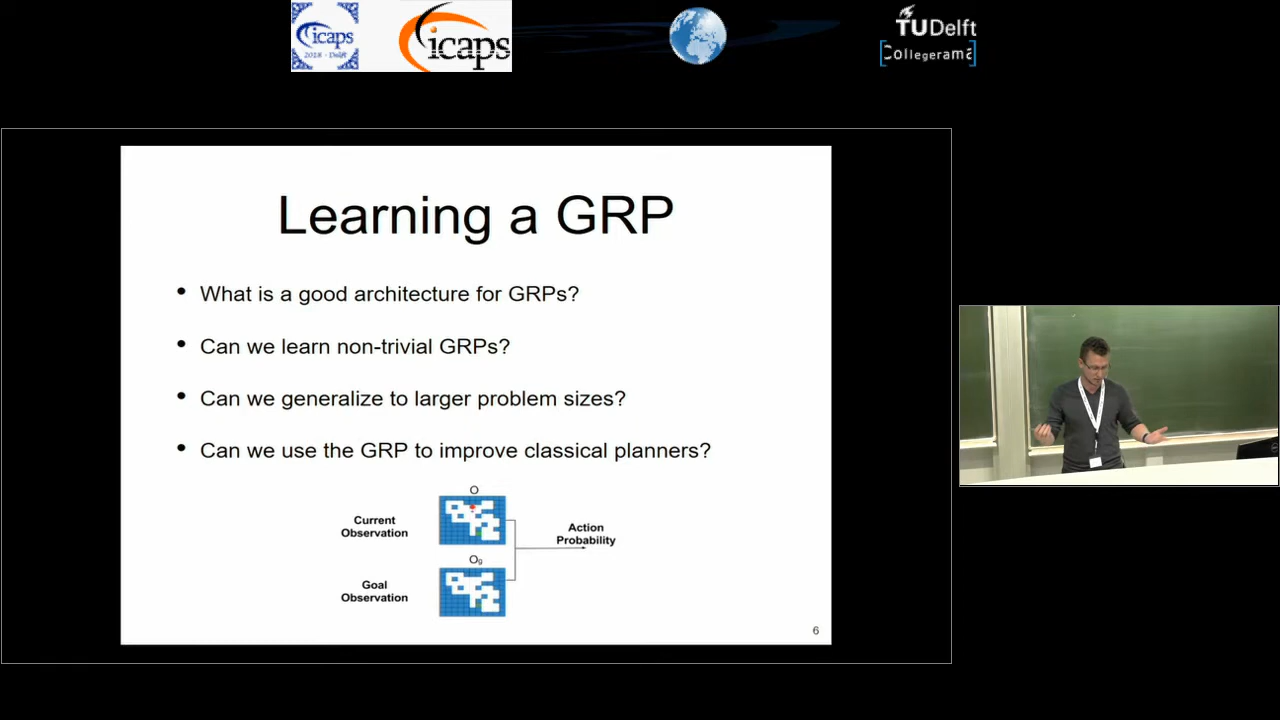 icaps
2018 - Delft
icaps
TUDelft
Collegerama
Learning a GRP
• What is a good architecture for GRPs?
• Can we learn non-trivial GRPs?
• Can we generalize to larger problem sizes?
• Can we use the GRP to improve classical planners?
O
Current
Observation
Action
Probability
Og
Goal
Observation
6